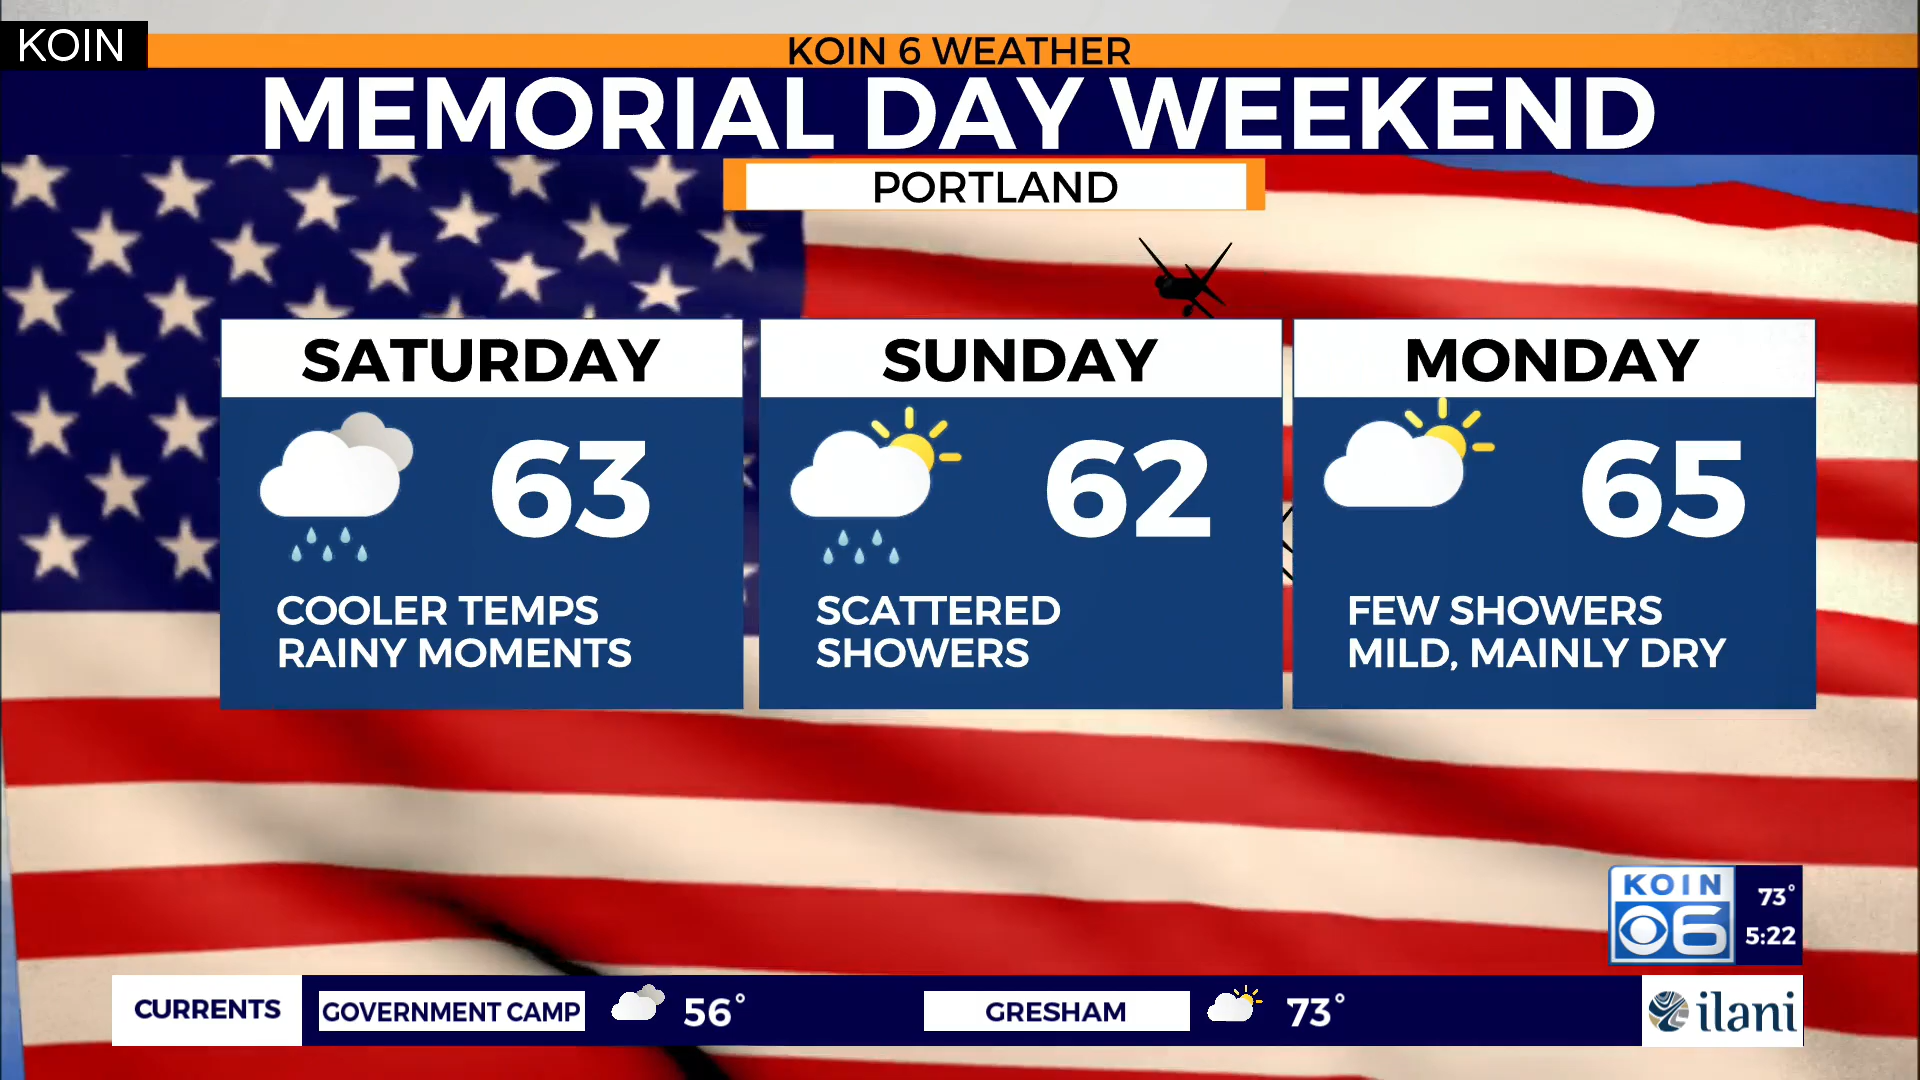 KOIN
KOIN 6 WEATHER
MEMORIAL DAY WEEKEND
PORTLAND
SATURDAY
63
COOLER TEMPS
RAINY MOMENTS
SUNDAY
62
SCATTERED
SHOWERS
MONDAY
65
FEW SHOWERS
MILD, MAINLY DRY
KOIN
6
73°
5:22
CURRENTS
GOVERNMENT CAMP
56°
GRESHAM
73°
ilani